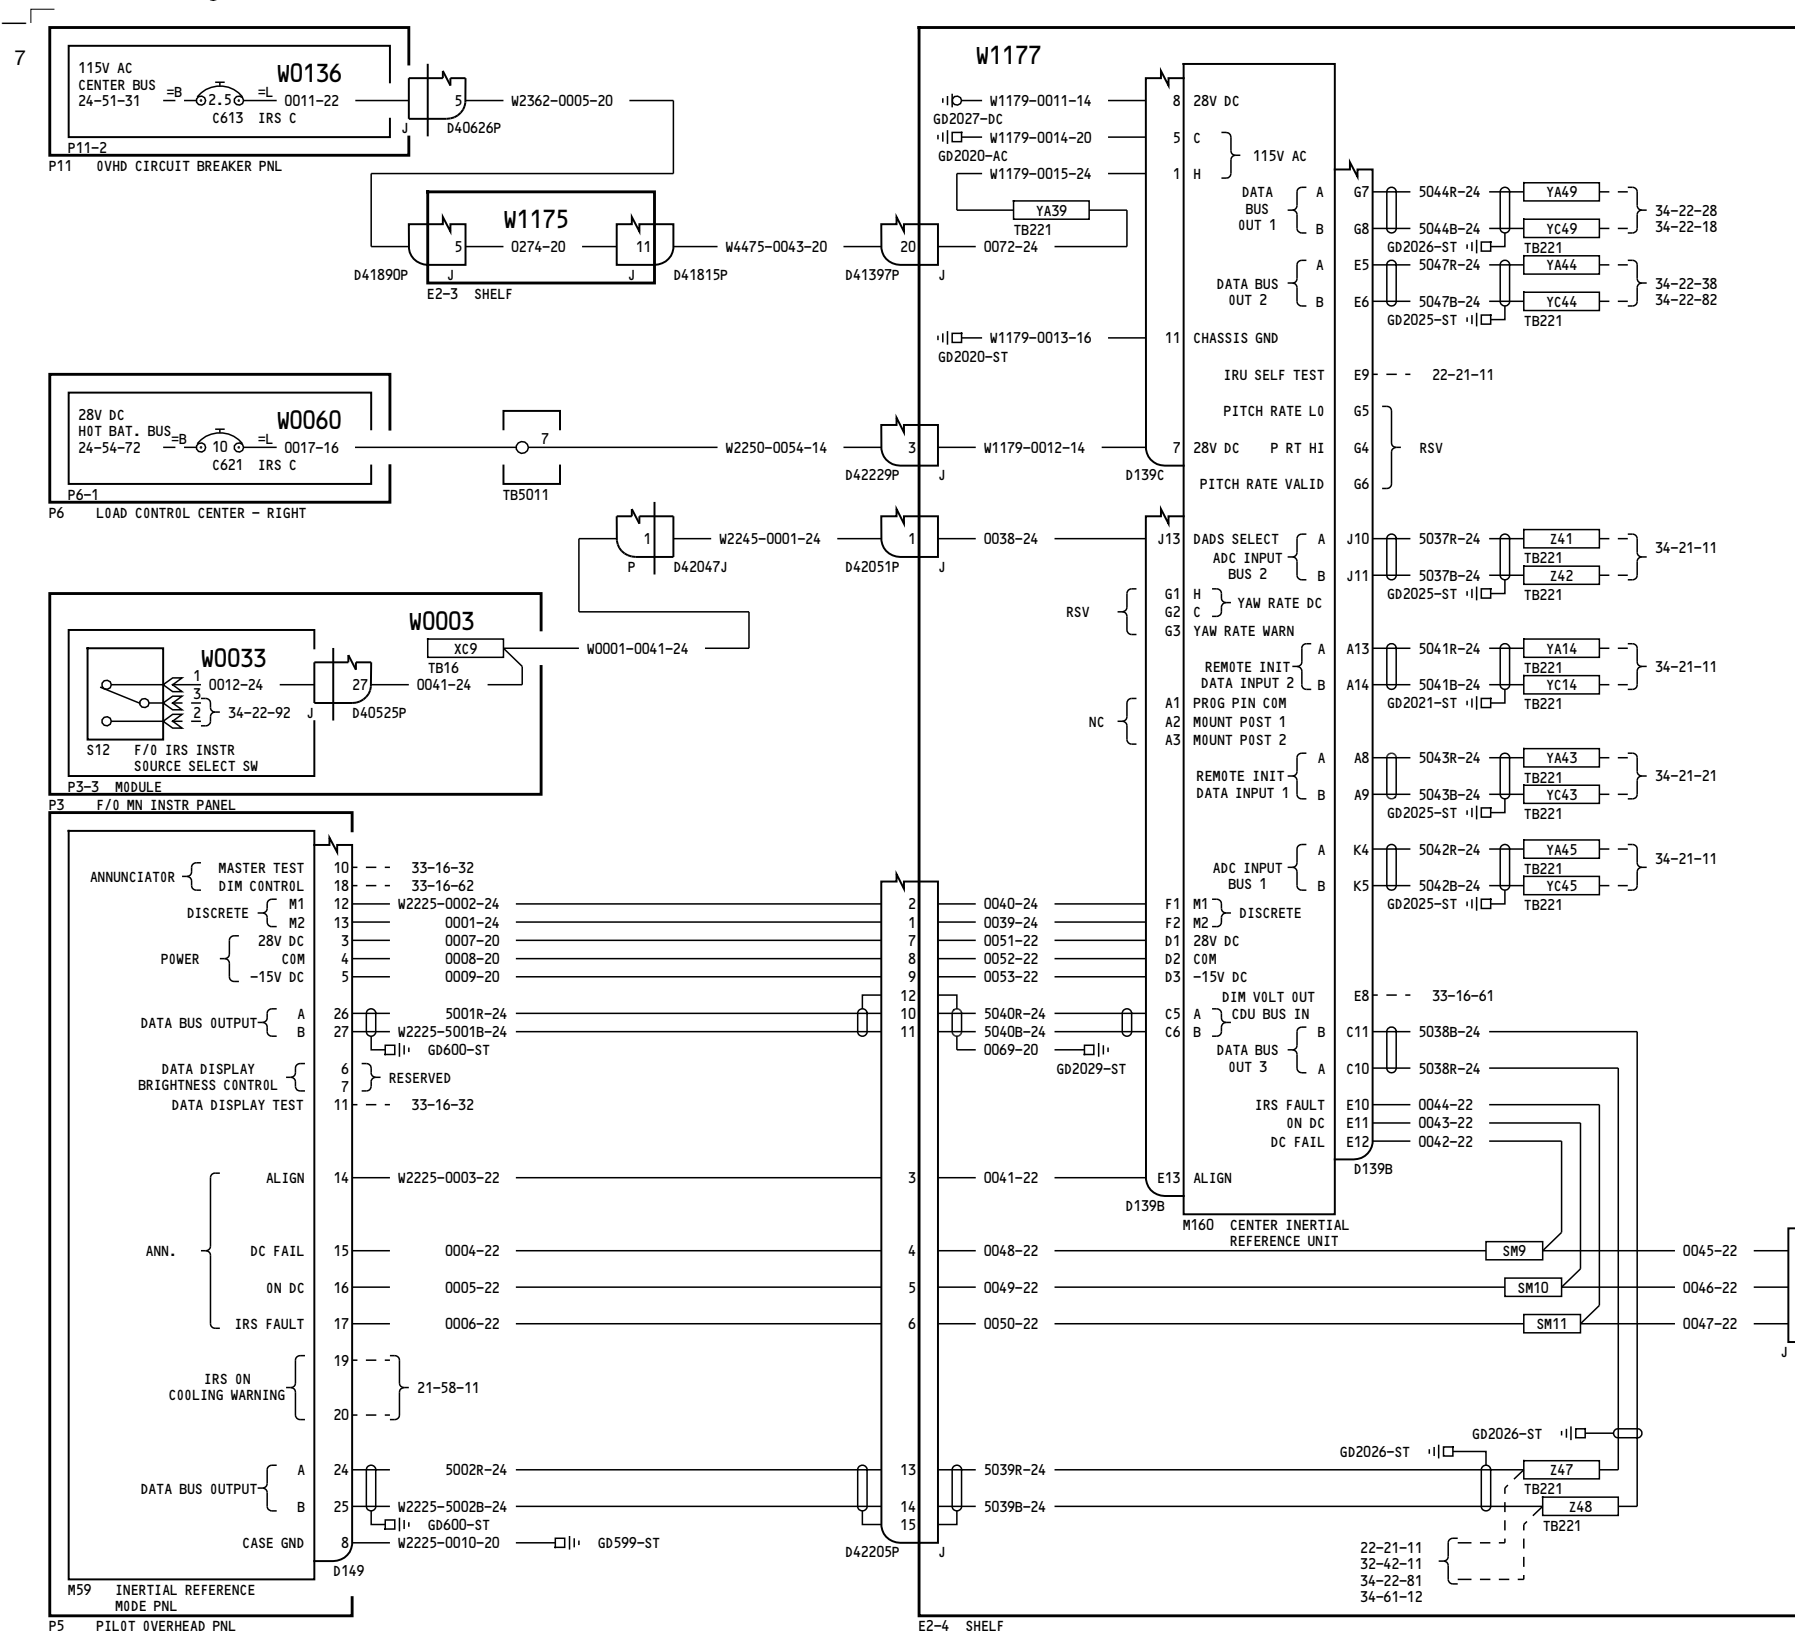 7
115V AC
CENTER BUS
24-51-31
=B
2.5
=L
W0136
0011-22
C613 IRS C
P11-2
P11 OVHD CIRCUIT BREAKER PNL
J
5
D40626P
W2362-0005-20
W1175
D41890P
5
J
0274-20
11
J
D41815P
E2-3 SHELF
W4475-0043-20
20
D41397P
J
28V DC
HOT BAT. BUS
24-54-72
=B
10
=L
W0060
0017-16
C621 IRS C
P6-1
P6 LOAD CONTROL CENTER - RIGHT
7
TB5011
W2250-0054-14
3
D42229P
J
1
P
D42047J
W2245-0001-24
1
D42051P
J
W0003
W0033
1
0012-24
3
2
34-22-92
J
27
D40525P
XC9
TB16
0041-24
W0001-0041-24
S12 F/O IRS INSTR
SOURCE SELECT SW
P3-3 MODULE
P3 F/O MN INSTR PANEL
ANNUNCIATOR
MASTER TEST 10 33-16-32
DIM CONTROL 18 33-16-62
DISCRETE
M1 12 W2225-0002-24 2
M2 13 0001-24 1
POWER
28V DC 3 0007-20 7
COM 4 0008-20 8
-15V DC 5 0009-20 9
12
DATA BUS OUTPUT
A 26 5001R-24 10
B 27 W2225-5001B-24 11
GD600-ST
DATA DISPLAY
BRIGHTNESS CONTROL
6
7
RESERVED
DATA DISPLAY TEST 11 33-16-32
ANN.
ALIGN 14 W2225-0003-22 3
DC FAIL 15 0004-22 4
ON DC 16 0005-22 5
IRS FAULT 17 0006-22 6
IRS ON
COOLING WARNING
19
20
21-58-11
DATA BUS OUTPUT
A 24 5002R-24 13
B 25 W2225-5002B-24 14
GD600-ST
15
CASE GND 8 W2225-0010-20 GD599-ST
D149
D42205P
J
M59 INERTIAL REFERENCE
MODE PNL
P5 PILOT OVERHEAD PNL
W1177
W1179-0011-14 8 28V DC
GD2027-DC
W1179-0014-20 5 C
GD2020-AC
115V AC
W1179-0015-24 1 H
YA39
TB221
0072-24
W1179-0013-16 11 CHASSIS GND
GD2020-ST
W1179-0012-14 7 28V DC
D139C
0038-24 J13 DADS SELECT
RSV
G1 H
G2 C
YAW RATE DC
G3 YAW RATE WARN
NC
A1 PROG PIN COM
A2 MOUNT POST 1
A3 MOUNT POST 2
0040-24 F1 M1
0039-24 F2 M2
DISCRETE
0051-22 D1 28V DC
0052-22 D2 COM
0053-22 D3 -15V DC
5040R-24 C5 A
5040B-24 C6 B
CDU BUS IN
0069-20
GD2029-ST
0041-22 E13 ALIGN
D139B
M160 CENTER INERTIAL
REFERENCE UNIT
DATA
BUS
OUT 1
A G7 5044R-24 YA49
B G8 5044B-24 YC49
GD2026-ST TB221
34-22-28
34-22-18
DATA BUS
OUT 2
A E5 5047R-24 YA44
B E6 5047B-24 YC44
GD2025-ST TB221
34-22-38
34-22-82
IRU SELF TEST E9 22-21-11
PITCH RATE LO G5
P RT HI G4
PITCH RATE VALID G6
RSV
ADC INPUT
BUS 2
A J10 5037R-24 Z41
TB221
B J11 5037B-24 Z42
GD2025-ST TB221
34-21-11
REMOTE INIT
DATA INPUT 2
A A13 5041R-24 YA14
TB221
B A14 5041B-24 YC14
GD2021-ST TB221
34-21-11
REMOTE INIT
DATA INPUT 1
A A8 5043R-24 YA43
TB221
B A9 5043B-24 YC43
GD2025-ST TB221
34-21-21
ADC INPUT
BUS 1
A K4 5042R-24 YA45
TB221
B K5 5042B-24 YC45
GD2025-ST TB221
34-21-11
DIM VOLT OUT E8 33-16-61
DATA BUS
OUT 3
B C11 5038B-24
A C10 5038R-24
IRS FAULT E10 0044-22
ON DC E11 0043-22
DC FAIL E12 0042-22
D139B
0048-22 SM9 0045-22
0049-22 SM10 0046-22
0050-22 SM11 0047-22
J
GD2026-ST
GD2026-ST
5039R-24 Z47
TB221
5039B-24 Z48
TB221
22-21-11
32-42-11
34-22-81
34-61-12
E2-4 SHELF